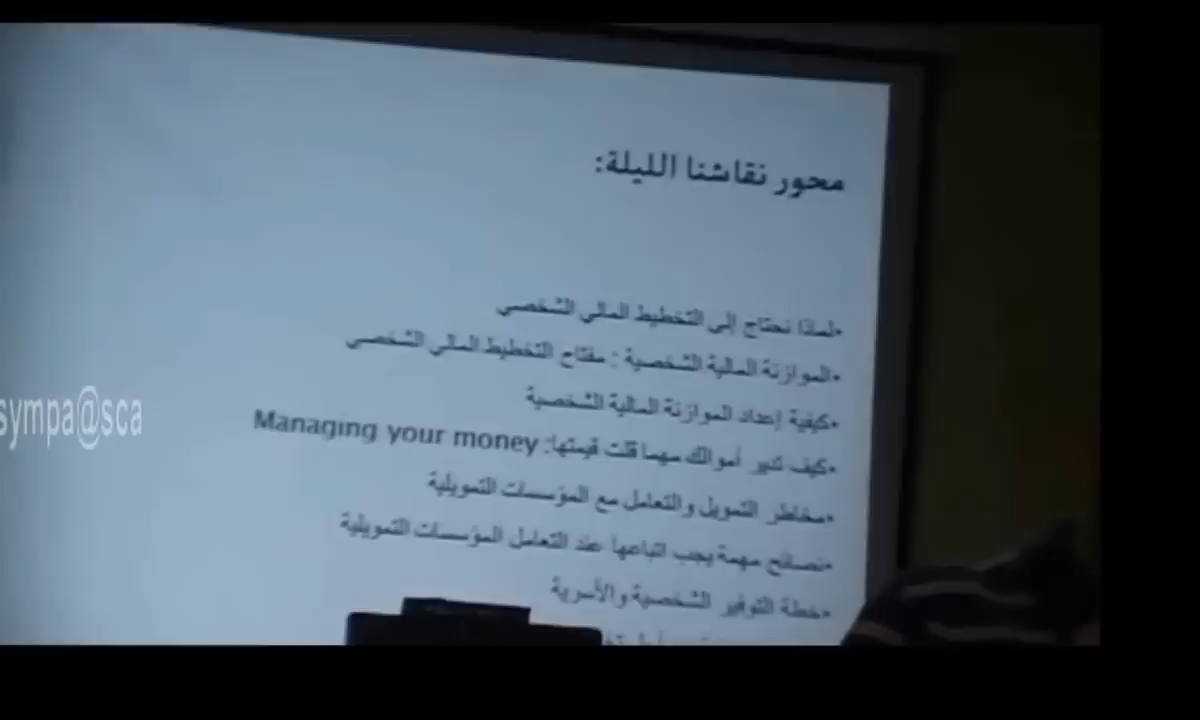 محور نقاشنا الليلة:
•لماذا نحتاج إلى التخطيط المالي الشخصي
•الموازنة المالية الشخصية : مفتاح التخطيط المالي الشخصي
•كيفية إعداد الموازنة المالية الشخصية
•كيف تدير أموالك مهما قلت قيمتها: Managing your money
•مخاطر التمويل والتعامل مع المؤسسات التمويلية
•نصائح مهمة يجب اتباعها عند التعامل المؤسسات التمويلية
•خطة التوفير الشخصية والأسرية
sympa@sca